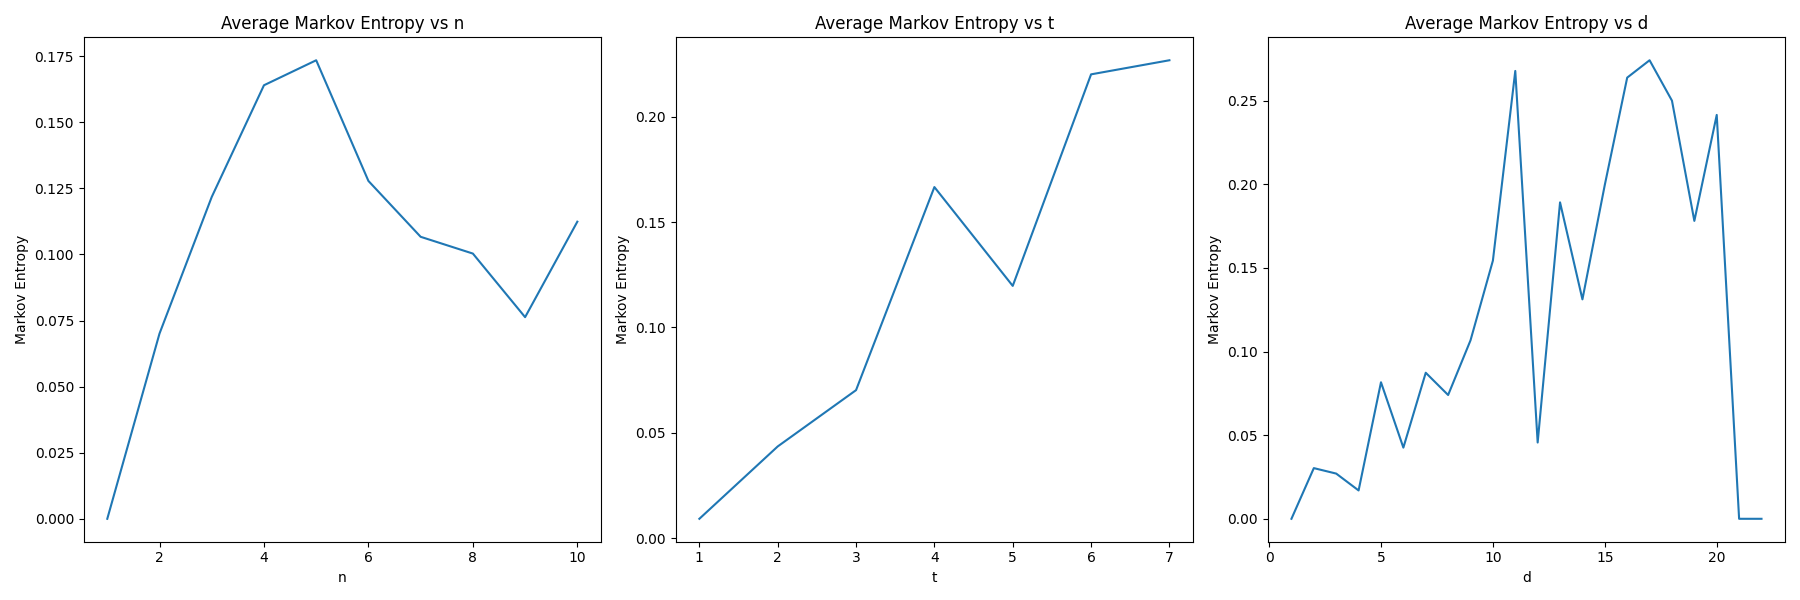 Average Markov Entropy vs n
Markov Entropy
0.175
0.150
0.125
0.100
0.075
0.050
0.025
0.000
2 4 6 8 10
n
Average Markov Entropy vs t
Markov Entropy
0.20
0.15
0.10
0.05
0.00
1 2 3 4 5 6 7
t
Average Markov Entropy vs d
Markov Entropy
0.25
0.20
0.15
0.10
0.05
0.00
0 5 10 15 20
d